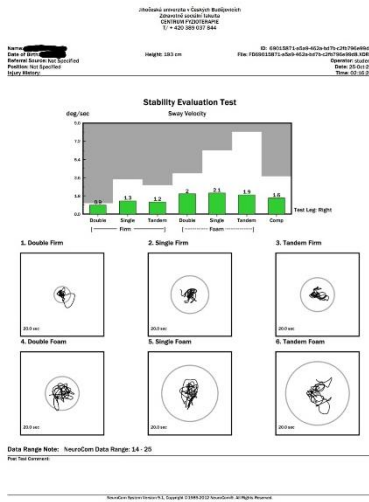 Jihočeská univerzita v Českých Budějovicích
Zdravotně sociální fakulta
CENTRUM FYZIOTERAPIE
T/ + 420 389 037 844
Name:
Date of Birth:
Referral Source: Not Specified
Position: Not Specified
Injury History:
Height: 193 cm
Operator:
Stability Evaluation Test
deg/sec
Sway Velocity
0.9 1.3 1.2 2 2.1 1.9 1.6
0.0
Double Single Tandem Double Single Tandem Comp
Firm Foam
Test Leg: Right
1. Double Firm
2. Single Firm
3. Tandem Firm
20.0 sec
20.0 sec
20.0 sec
4. Double Foam
5. Single Foam
6. Tandem Foam
20.0 sec
20.0 sec
20.0 sec
Data Range Note: NeuroCom Data Range: 14 - 25
Post Test Comment: